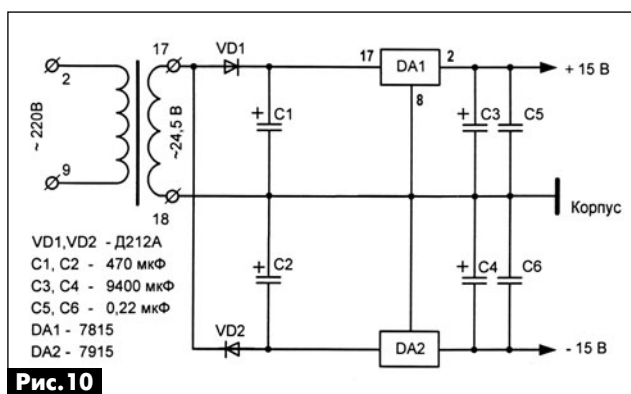 17
VD1
17
DA1
2
+ 15 В
2
8
~ 220В
~24,5 В
+
C1
+
C3
C5
9
18
Корпус
VD1,VD2 - Д212А
C1, C2 - 470 мкФ
C3, C4 - 9400 мкФ
C5, C6 - 0,22 мкФ
DA1 - 7815
DA2 - 7915
+
C2
+
C4
C6
VD2
DA2
- 15 В
Рис.10